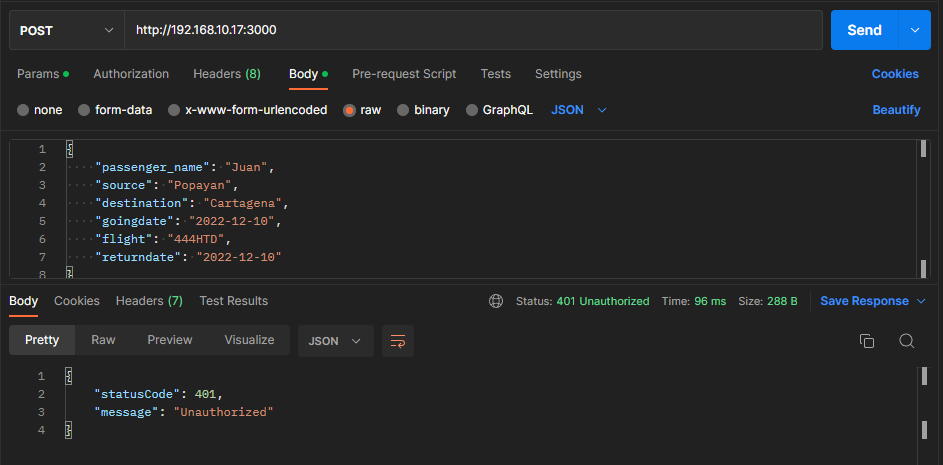 POST http://192.168.10.17:3000 Send
Params Authorization Headers (8) Body Pre-request Script Tests Settings Cookies
none form-data x-www-form-urlencoded raw binary GraphQL JSON Beautify
1 {
2 "passenger_name": "Juan",
3 "source": "Popayan",
4 "destination": "Cartagena",
5 "goingdate": "2022-12-10",
6 "flight": "444HTD",
7 "returndate": "2022-12-10"
8 }
Body Cookies Headers (7) Test Results Status: 401 Unauthorized Time: 96 ms Size: 288 B Save Response
Pretty Raw Preview Visualize JSON
1 {
2 "statusCode": 401,
3 "message": "Unauthorized"
4 }